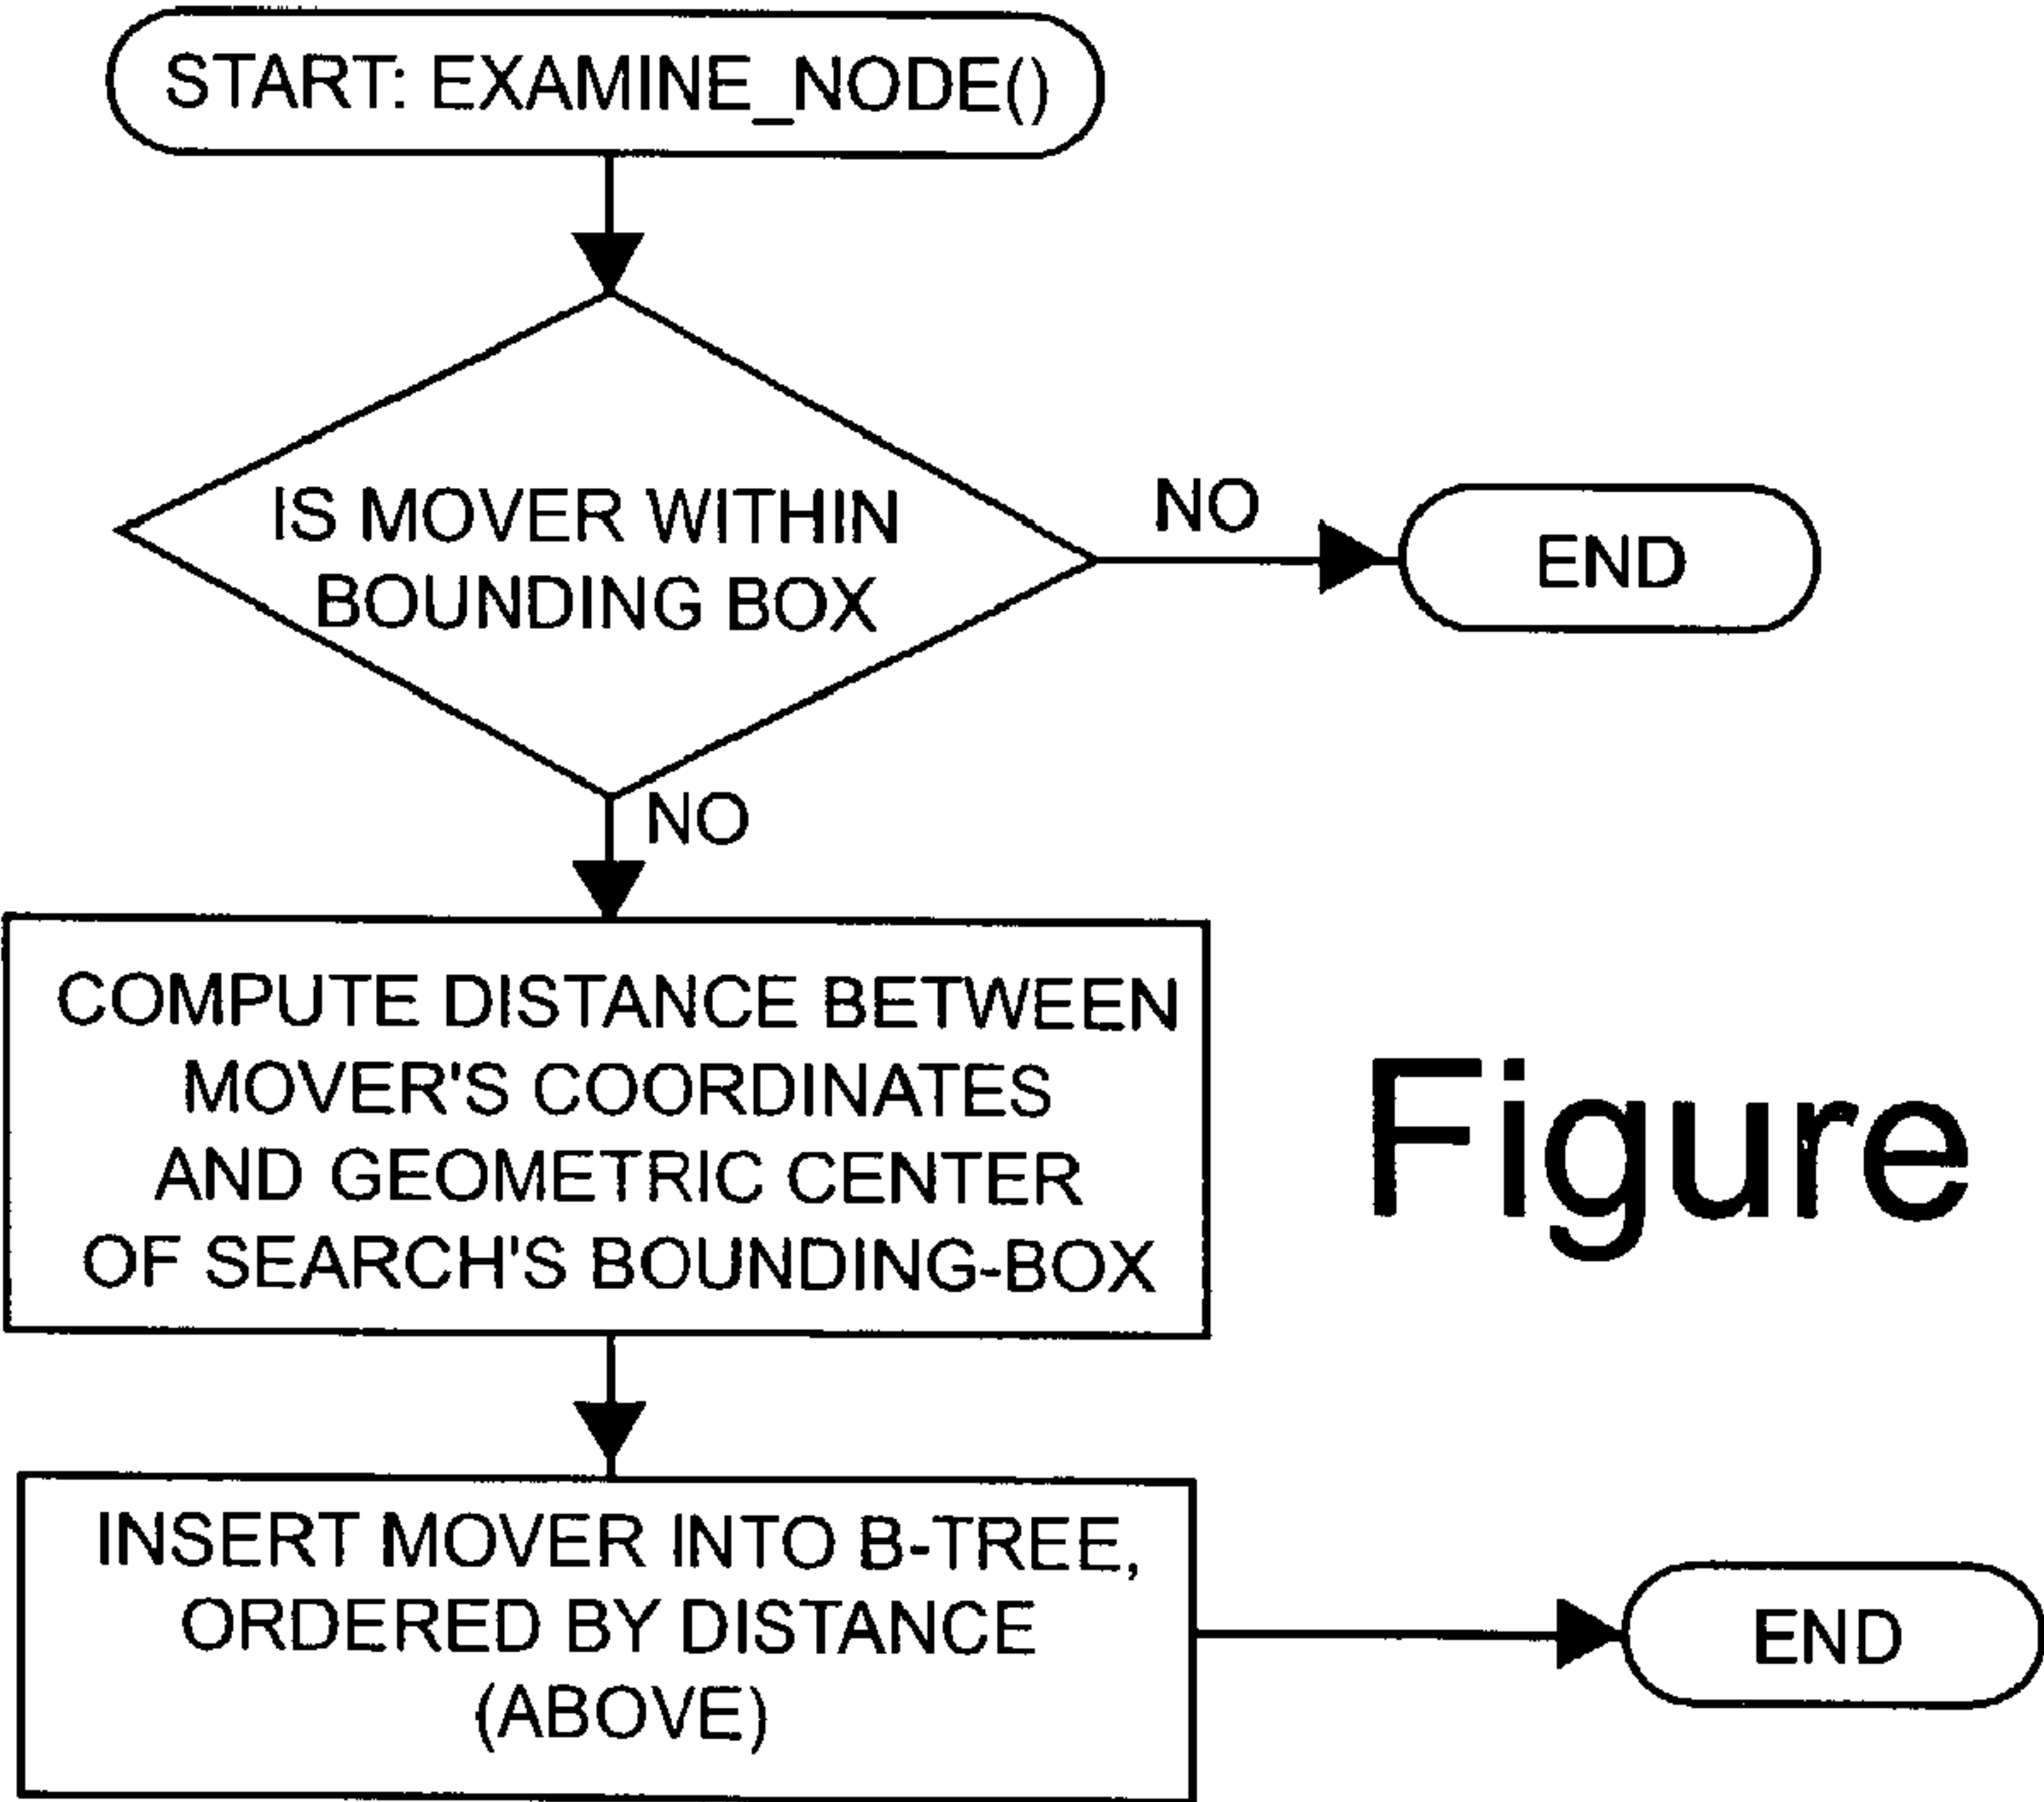 START: EXAMINE_NODE()
IS MOVER WITHIN
BOUNDING BOX
NO
END
NO
COMPUTE DISTANCE BETWEEN
MOVER'S COORDINATES
AND GEOMETRIC CENTER
OF SEARCH'S BOUNDING-BOX
Figure
INSERT MOVER INTO B-TREE,
ORDERED BY DISTANCE
(ABOVE)
END